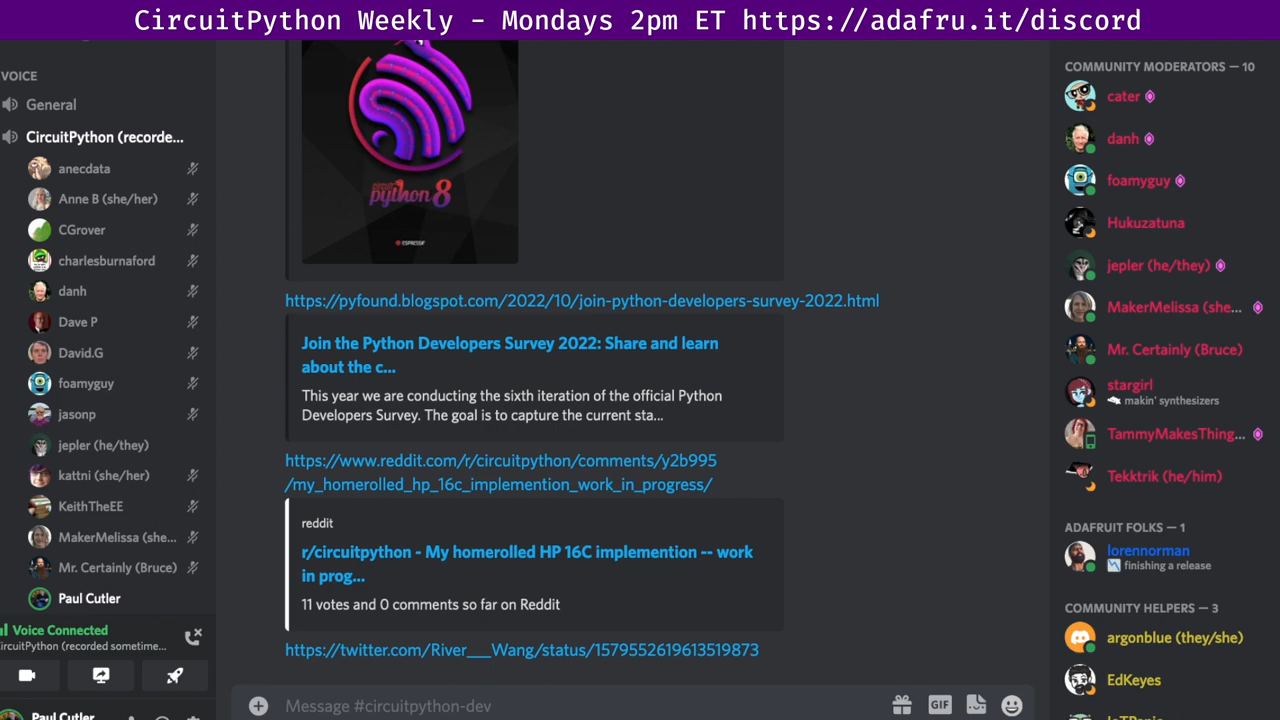 CircuitPython Weekly - Mondays 2pm ET https://adafru.it/discord
VOICE
General
CircuitPython (recorde...
anecdata
Anne B (she/her)
CGrover
charlesburnaford
danh
Dave P
David.G
foamyguy
jasonp
jepler (he/they)
kattni (she/her)
KeithTheEE
MakerMelissa (she...
Mr. Certainly (Bruce)
Paul Cutler
Voice Connected
CircuitPython (recorded sometime...
Paul Cutler
circuit
python 8
ESPRESSIF
https://pyfound.blogspot.com/2022/10/join-python-developers-survey-2022.html
Join the Python Developers Survey 2022: Share and learn
about the c...
This year we are conducting the sixth iteration of the official Python
Developers Survey. The goal is to capture the current sta...
https://www.reddit.com/r/circuitpython/comments/y2b995
/my_homerolled_hp_16c_implemention_work_in_progress/
reddit
r/circuitpython - My homerolled HP 16C implemention -- work
in prog...
11 votes and 0 comments so far on Reddit
https://twitter.com/River___Wang/status/1579552619613519873
Message #circuitpython-dev
GIF
COMMUNITY MODERATORS — 10
cater
danh
foamyguy
Hukuzatuna
jepler (he/they)
MakerMelissa (she...
Mr. Certainly (Bruce)
stargirl
makin' synthesizers
TammyMakesThing...
Tekktrik (he/him)
ADAFRUIT FOLKS — 1
lorennorman
finishing a release
COMMUNITY HELPERS — 3
argonblue (they/she)
EdKeyes